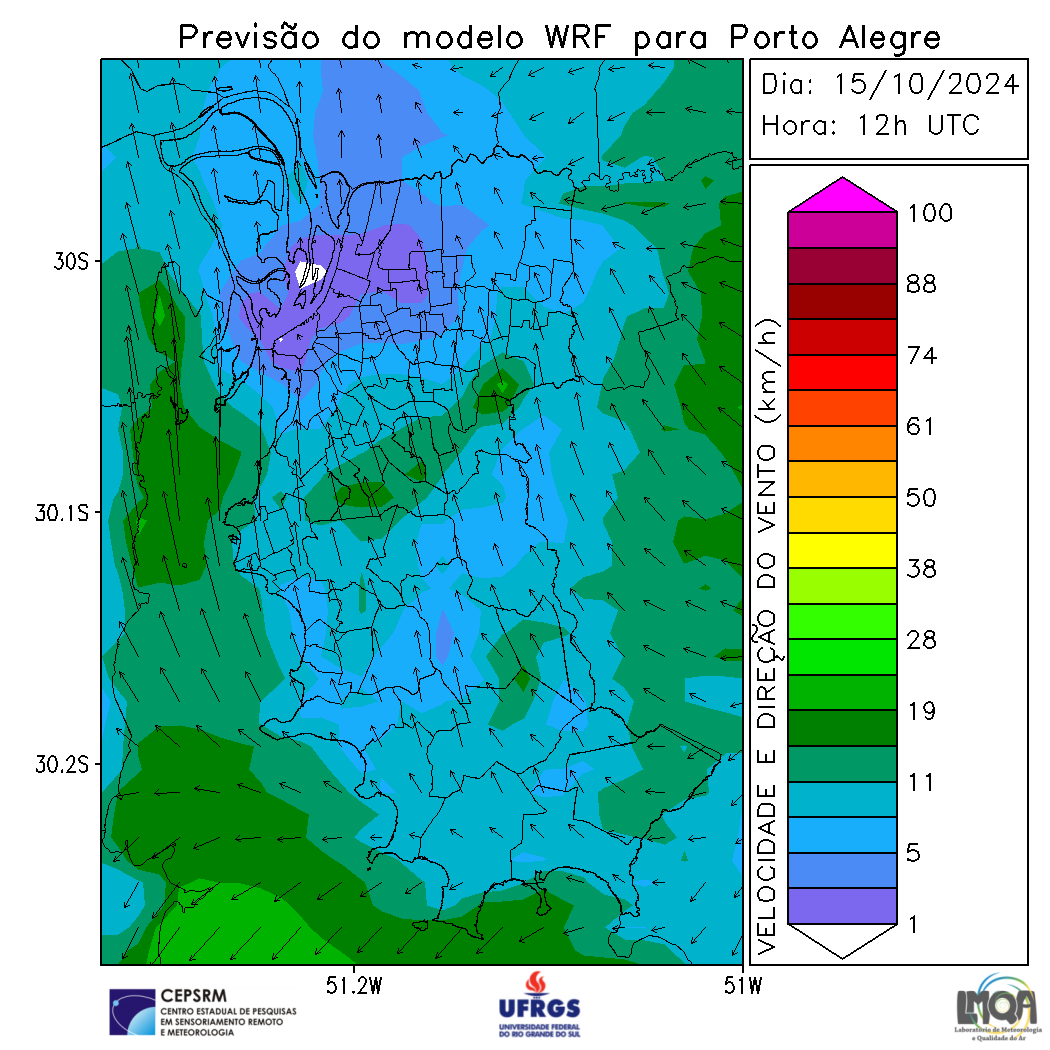 Previsão do modelo WRF para Porto Alegre
Dia: 15/10/2024
Hora: 12h UTC
30S
30.1S
30.2S
51.2W
51W
VELOCIDADE E DIREÇÃO DO VENTO (km/h)
100
88
74
61
50
38
28
19
11
5
1
CEPSRM
CENTRO ESTADUAL DE PESQUISAS
EM SENSORIAMENTO REMOTO
E METEOROLOGIA
UFRGS
UNIVERSIDADE FEDERAL
DO RIO GRANDE DO SUL
LMQA
Laboratório de Meteorologia
e Qualidade do Ar